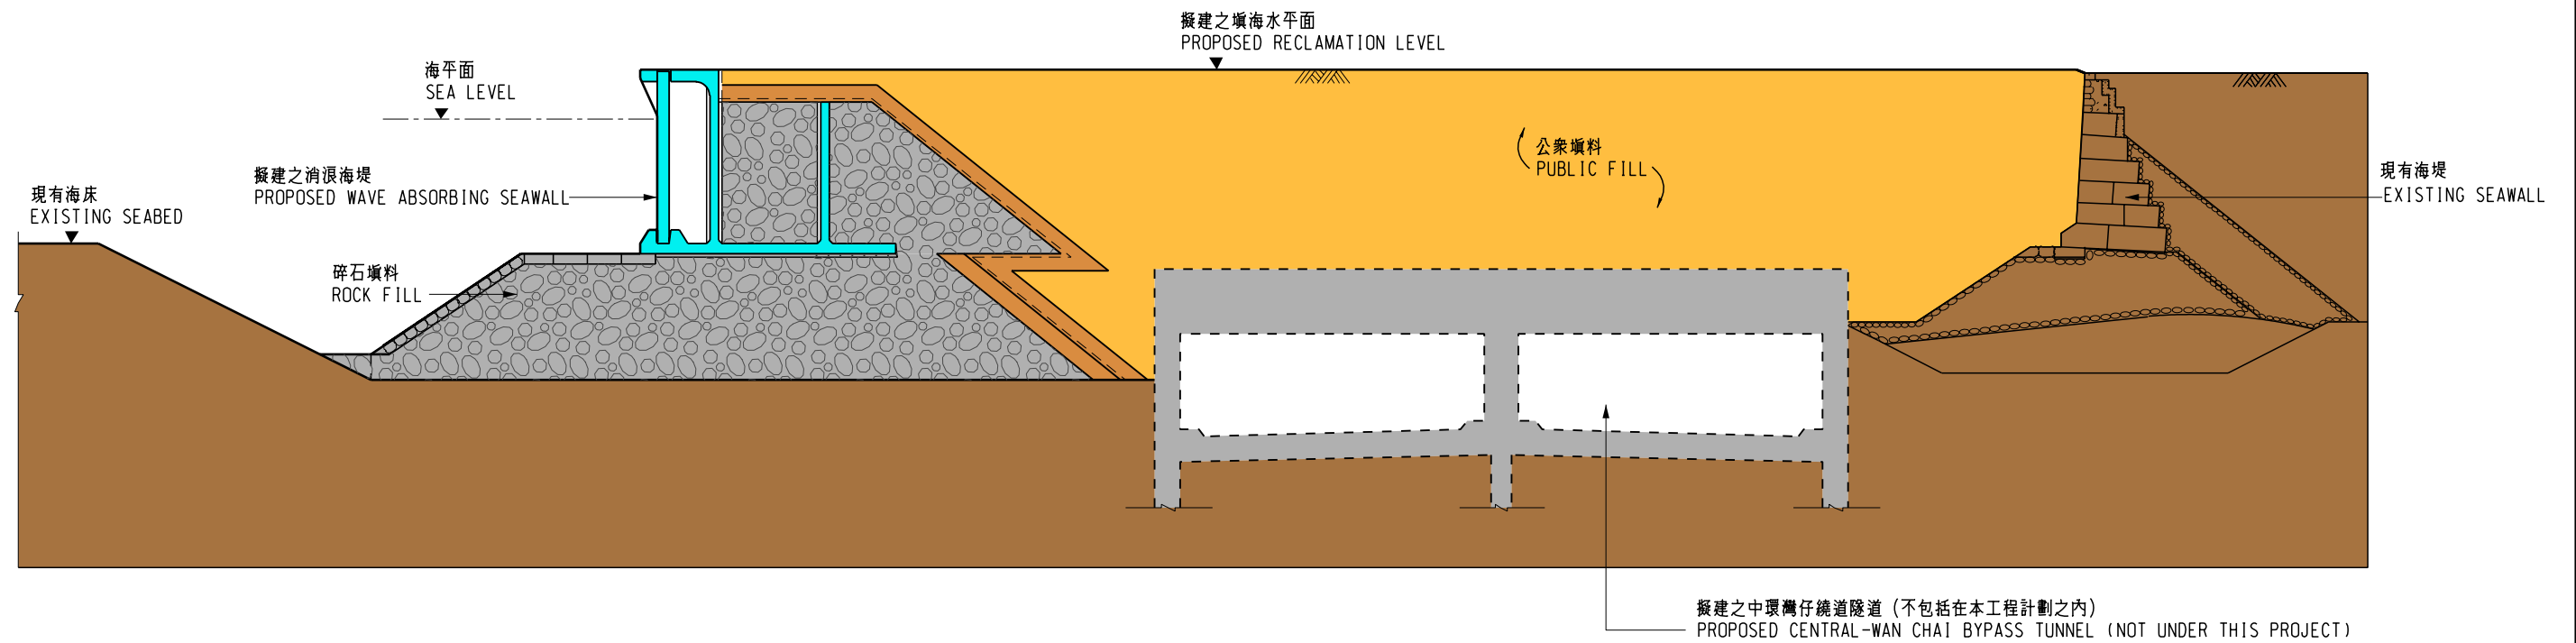 擬建之塡海水平面
PROPOSED RECLAMATION LEVEL
海平面
SEA LEVEL
公衆塡料
PUBLIC FILL
擬建之消浪海堤
PROPOSED WAVE ABSORBING SEAWALL
現有海堤
EXISTING SEAWALL
現有海床
EXISTING SEABED
碎石塡料
ROCK FILL
擬建之中環灣仔繞道隧道 (不包括在本工程計劃之內)
PROPOSED CENTRAL-WAN CHAI BYPASS TUNNEL (NOT UNDER THIS PROJECT)